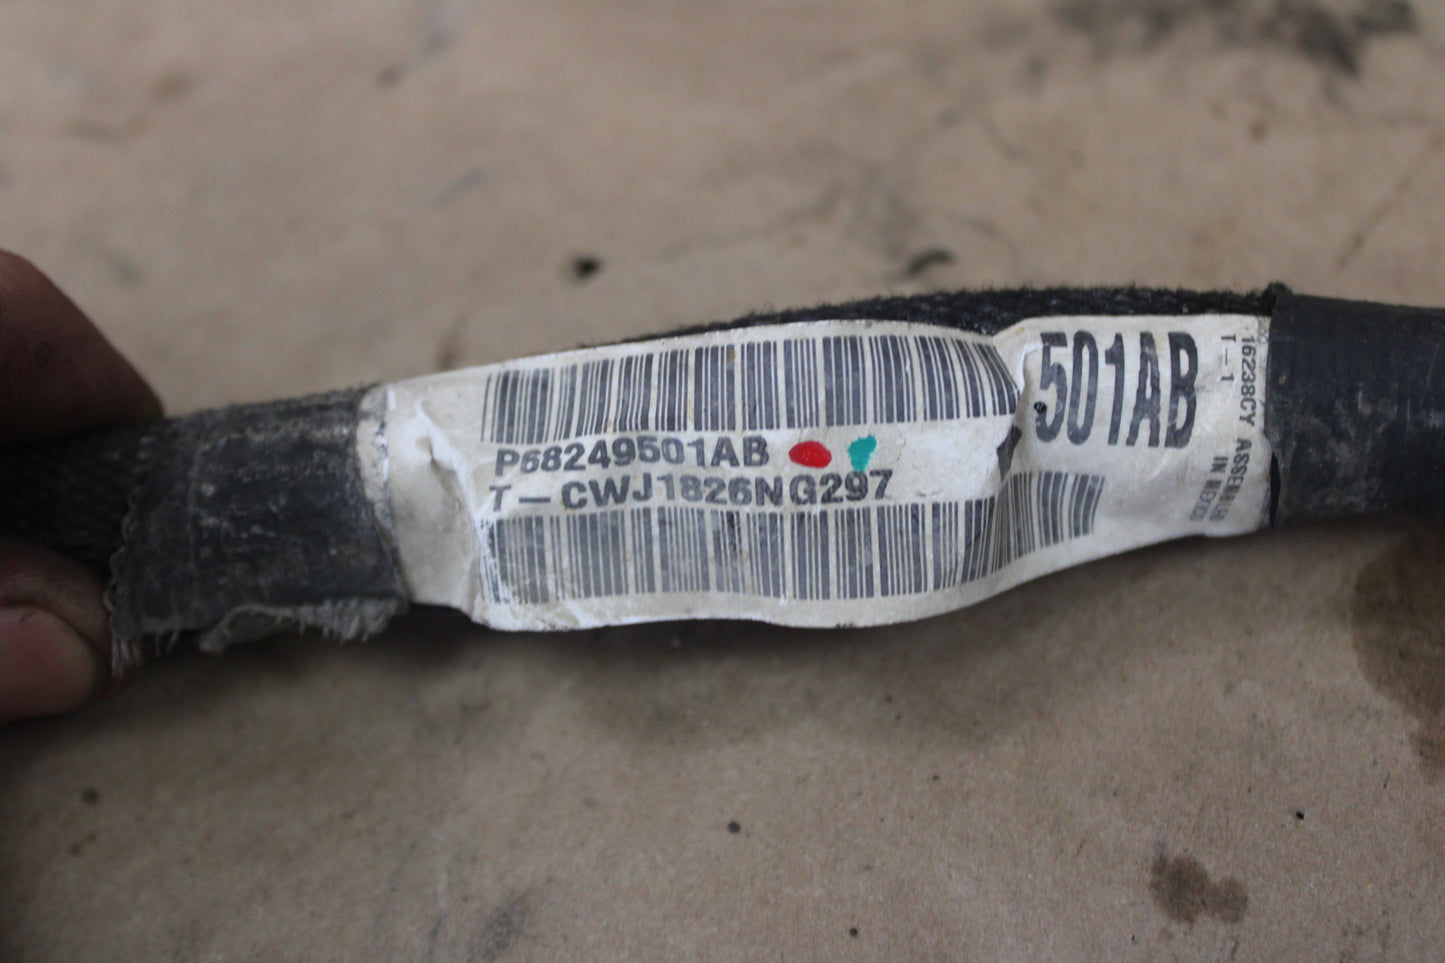 P68249501AB
T-CWJ1826NG297
501AB
16238CY ASSEMBLED
T-1 IN MEXICO